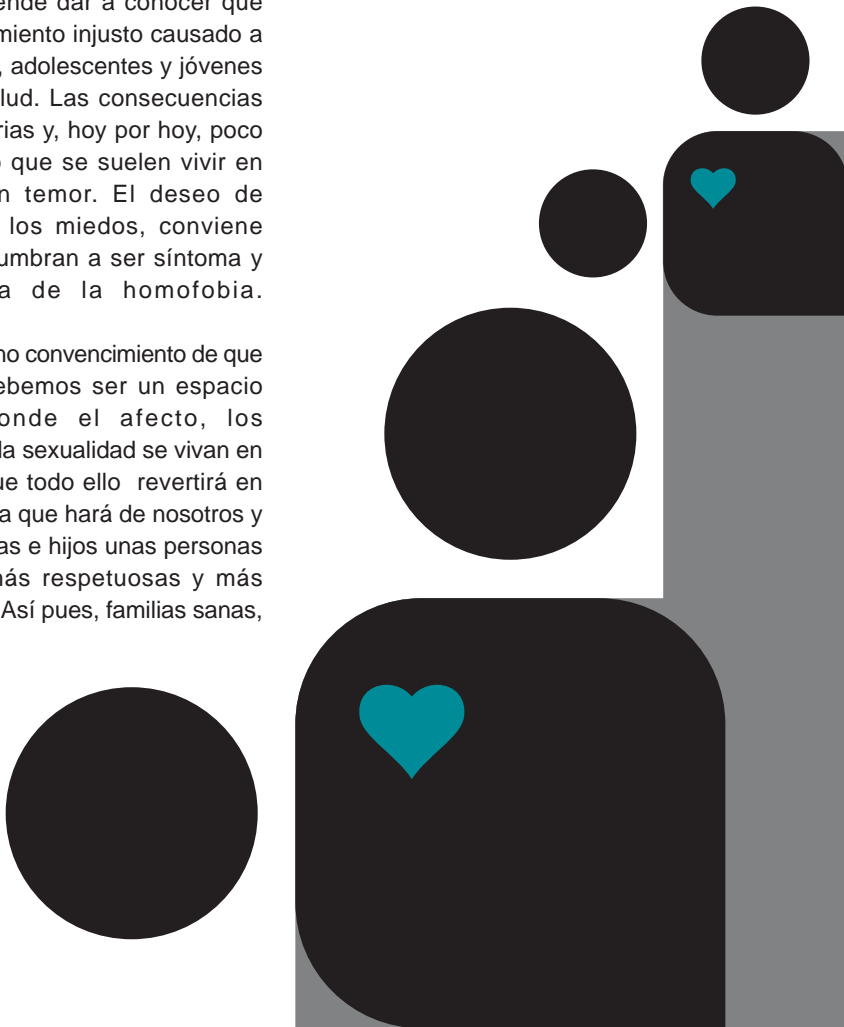 ende dar a conocer que
miento injusto causado a
, adolescentes y jóvenes
lud. Las consecuencias
rias y, hoy por hoy, poco
o que se suelen vivir en
n temor. El deseo de
los miedos, conviene
umbran a ser síntoma y
a de la homofobia.
no convencimiento de que
ebemos ser un espacio
onde el afecto, los
la sexualidad se vivan en
ue todo ello revertirá en
a que hará de nosotros y
as e hijos unas personas
más respetuosas y más
Así pues, familias sanas,